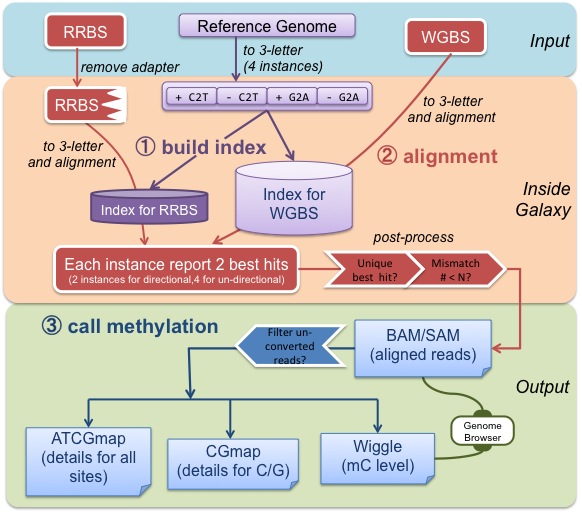 RRBS
Reference Genome
WGBS
Input
remove adapter
to 3-letter
(4 instances)
RRBS
+ C2T
- C2T
+ G2A
- G2A
to 3-letter
and alignment
to 3-letter
and alignment
① build index
② alignment
Index for RRBS
Index for
WGBS
Inside
Galaxy
post-process
Each instance report 2 best hits
(2 instances for directional,4 for un-directional)
Unique
best hit?
Mismatch
# < N?
③ call methylation
Filter un-
converted
reads?
BAM/SAM
(aligned reads)
Output
Genome
Browser
ATCGmap
(details for all
sites)
CGmap
(details for C/G)
Wiggle
(mC level)